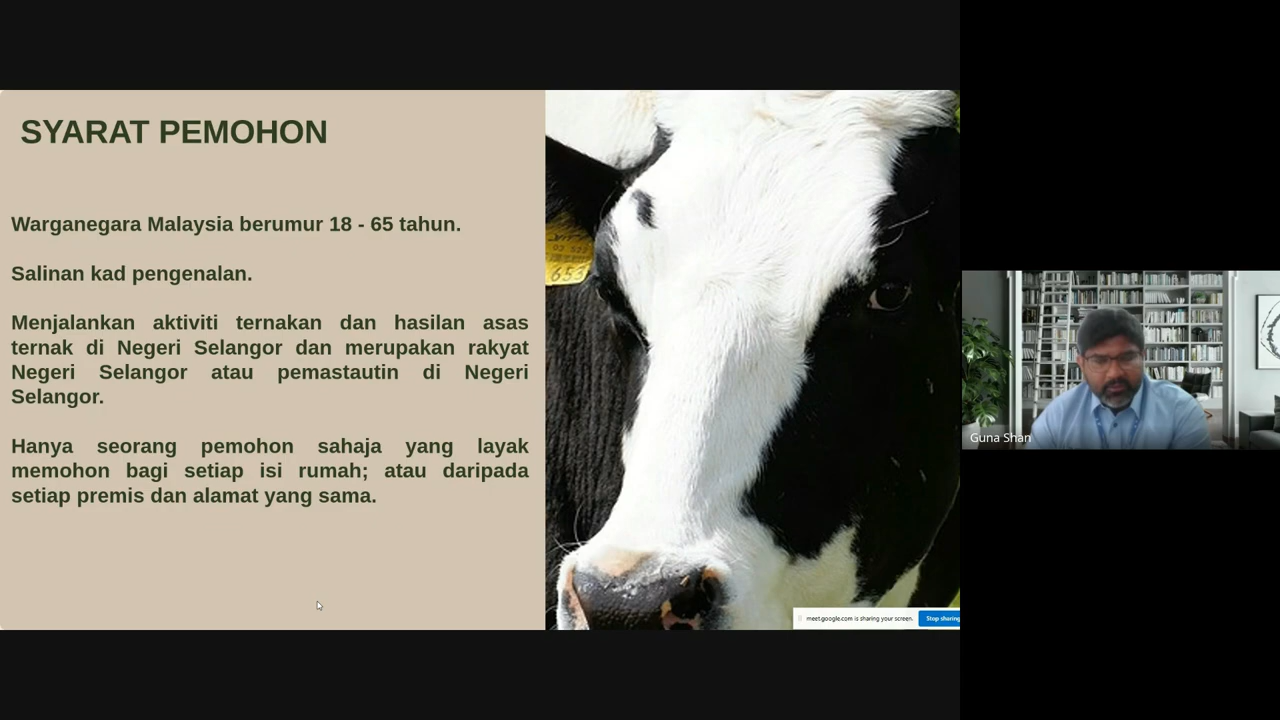 SYARAT PEMOHON
Warganegara Malaysia berumur 18 - 65 tahun.
Salinan kad pengenalan.
Menjalankan aktiviti ternakan dan hasilan asas
ternak di Negeri Selangor dan merupakan rakyat
Negeri Selangor atau pemastautin di Negeri
Selangor.
Hanya seorang pemohon sahaja yang layak
memohon bagi setiap isi rumah; atau daripada
setiap premis dan alamat yang sama.
653
meet.google.com is sharing your screen.
Stop sharing
Guna Shan